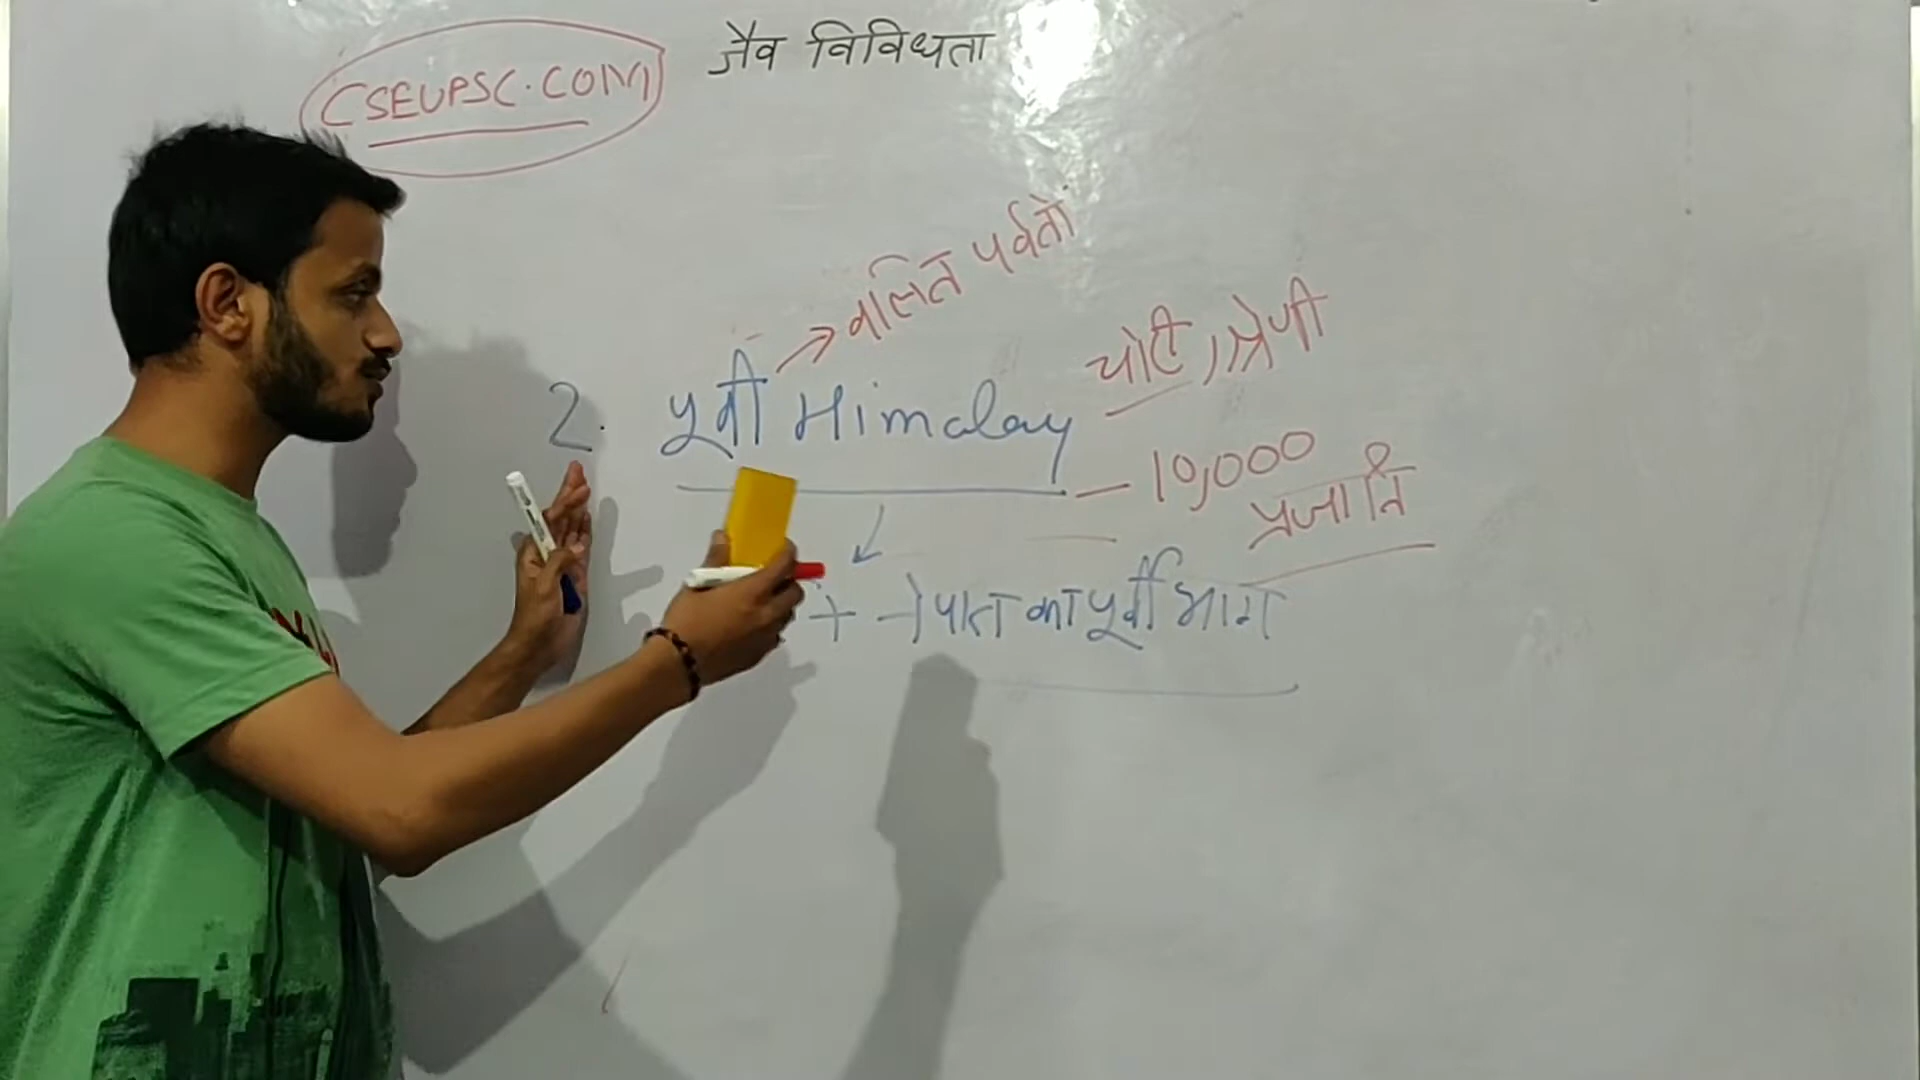 CSEUPSC.COM
जैव विविधता
→ वलित पर्वतो
2. पूर्वी Himalay
चोटी, श्रेणी
— 10,000
प्रजाति
+ → पाल का पूर्वी भाग